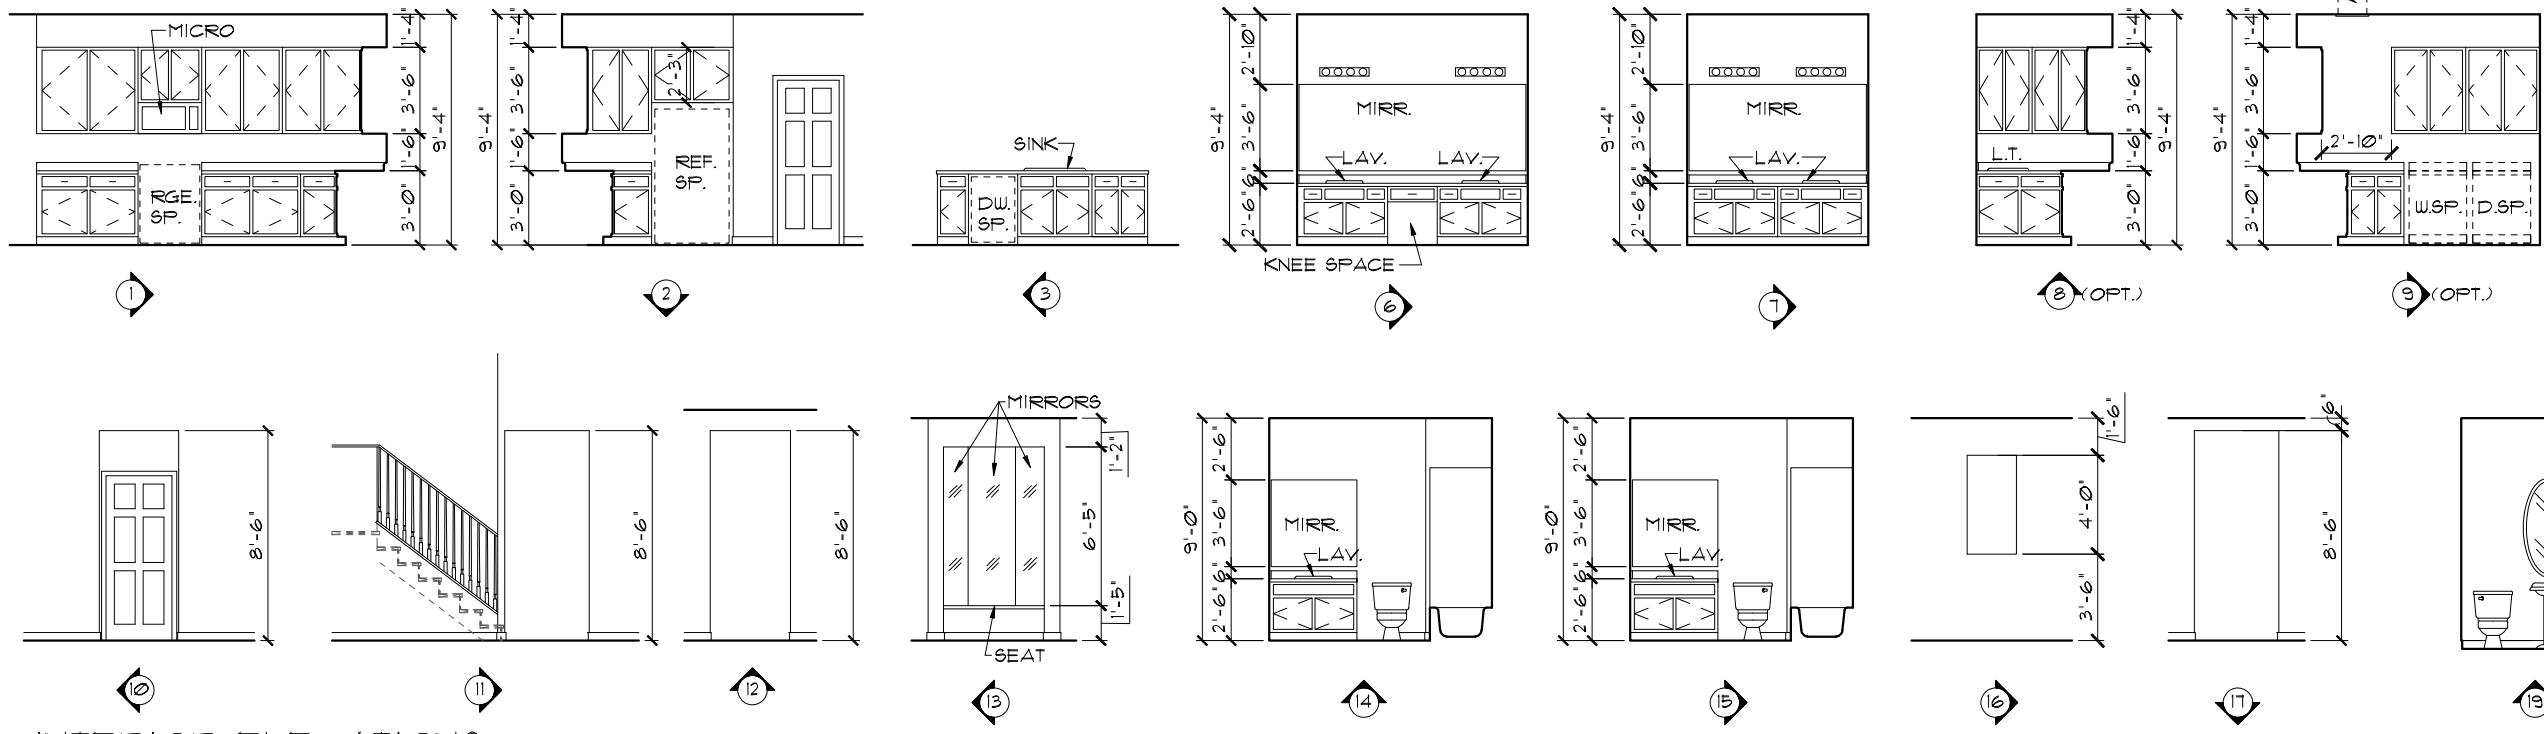 MICRO
RGE.
SP.
1'-4"
3'-6"
1'-6"
3'-0"
9'-4"
1
9'-4"
1'-4"
3'-6"
1'-6"
3'-0"
2'-3"
REF.
SP.
2
SINK
DW.
SP.
3
9'-4"
2'-10"
3'-6"
6"
2'-6"
MIRR.
LAV.
LAV.
KNEE SPACE
6
9'-4"
2'-10"
3'-6"
6"
2'-6"
MIRR.
LAV.
7
L.T.
1'-4"
3'-6"
1'-6"
3'-0"
9'-4"
8 (OPT.)
9'-4"
1'-4"
3'-6"
1'-6"
3'-0"
2'-10"
W.SP.
D.SP.
9 (OPT.)
8'-6"
10
8'-6"
11
8'-6"
12
MIRRORS
1'-2"
6'-5"
1'-5"
SEAT
13
9'-0"
2'-6"
3'-6"
6"
2'-6"
MIRR.
LAV.
14
9'-0"
2'-6"
3'-6"
6"
2'-6"
MIRR.
LAV.
15
1'-6"
4'-0"
3'-6"
16
6"
8'-6"
17
19